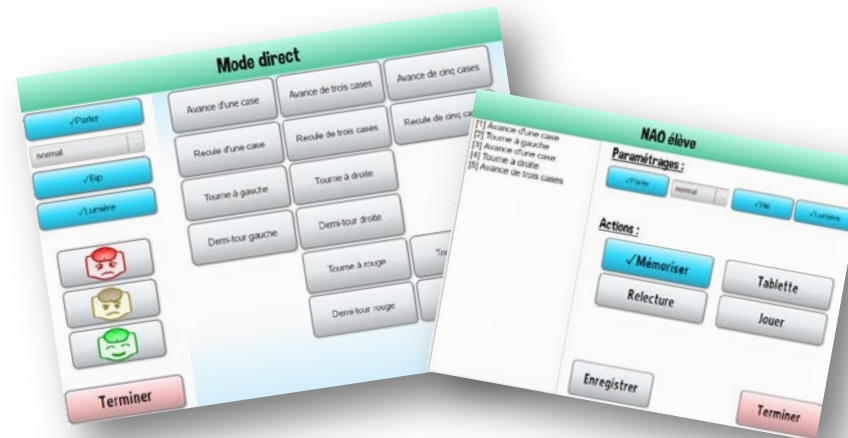 Mode direct
✓Parler
normal
✓Bip
✓Lumière
Terminer
Avance d'une case
Avance de trois cases
Avance de cinq cases
Recule d'une case
Recule de trois cases
Recule de cinq
Tourne à gauche
Tourne à droite
Demi-tour gauche
Demi-tour droite
Tourne à rouge
Demi-tour rouge
NAO élève
[1] Avance d'une case
[2] Tourne à gauche
[3] Avance d'une case
[4] Tourne à droite
[5] Avance de trois cases
Paramétrages :
✓Parler
normal
✓Bip
✓Lumière
Actions :
✓Mémoriser
Tablette
Relecture
Jouer
Enregistrer
Terminer